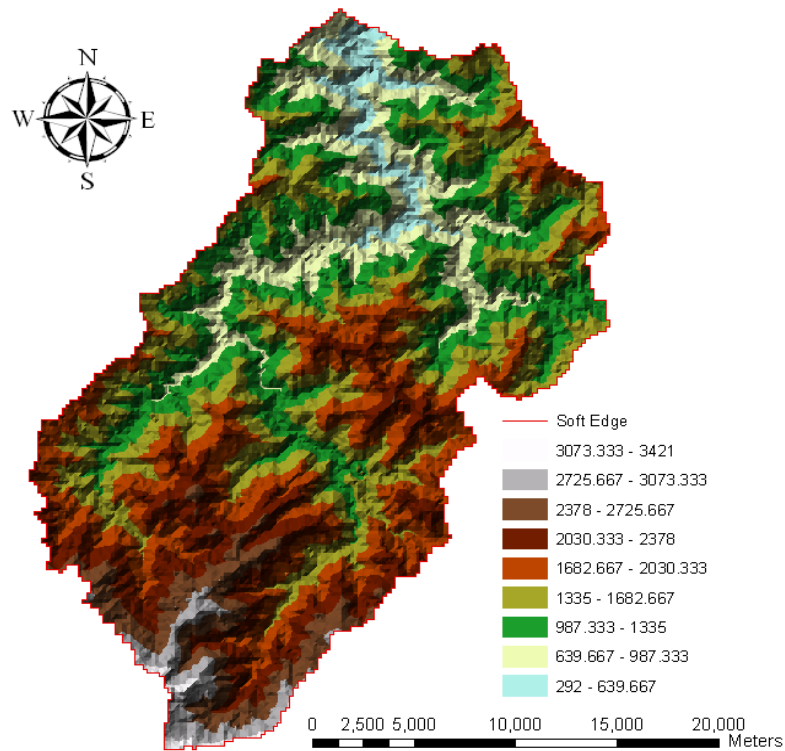 N
W E
S
Soft Edge
3073.333 - 3421
2725.667 - 3073.333
2378 - 2725.667
2030.333 - 2378
1682.667 - 2030.333
1335 - 1682.667
987.333 - 1335
639.667 - 987.333
292 - 639.667
0 2,500 5,000 10,000 15,000 20,000
Meters